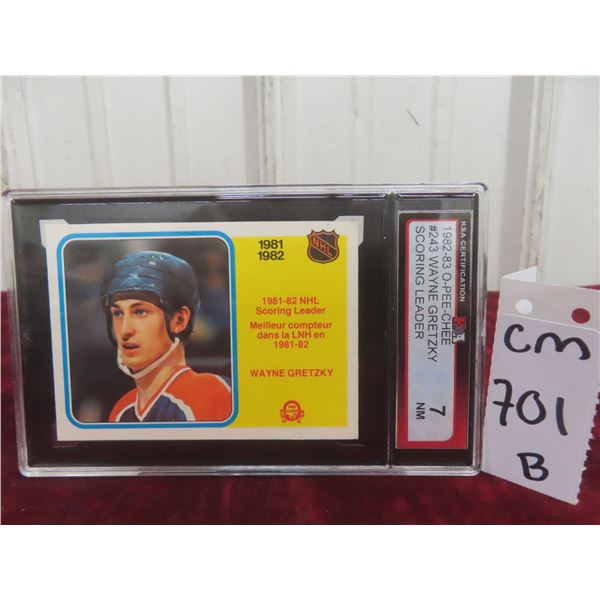 1981
1982
NHL
1981-82 NHL
Scoring Leader
Meilleur compteur
dans la LNH en
1981-82
WAYNE GRETZKY
KSA CERTIFICATION
1982-83 O-PEE-CHEE
#243 WAYNE GRETZKY
SCORING LEADER
7
NM
CM
701
B